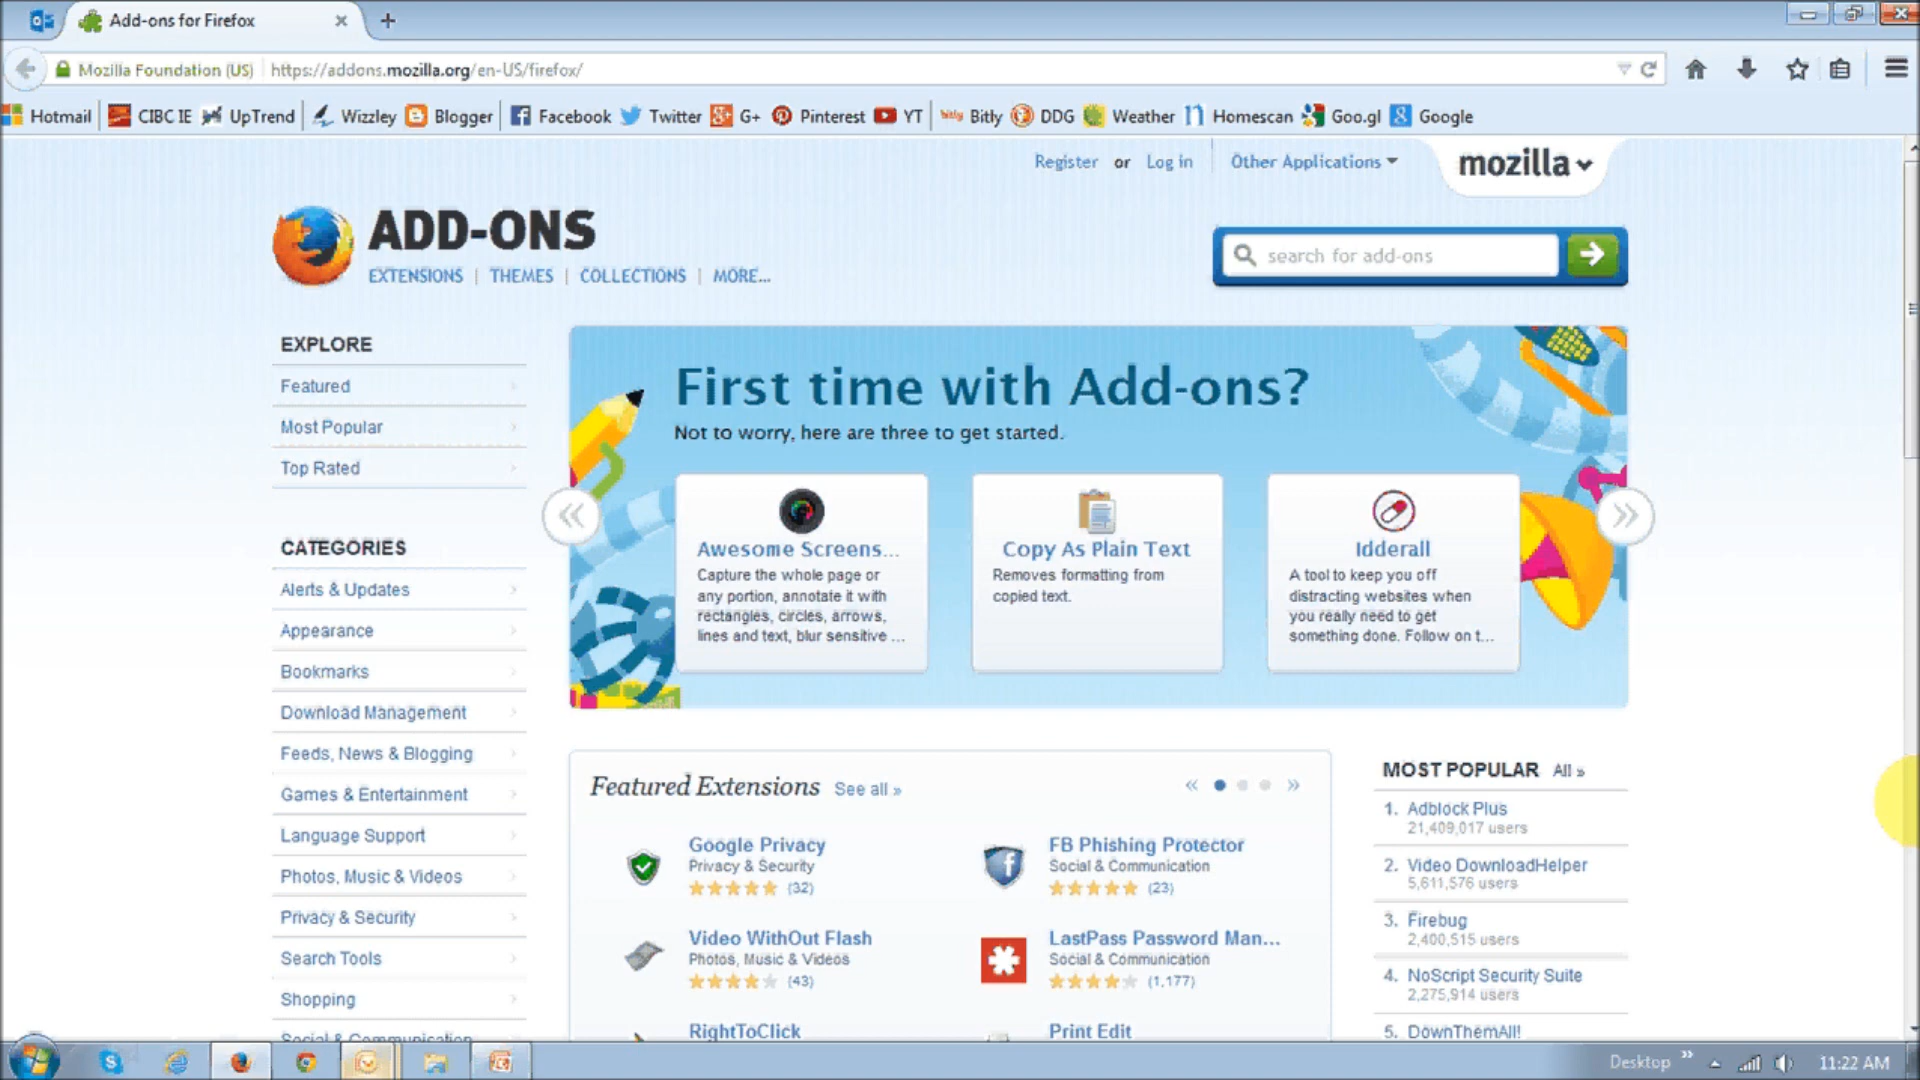 Add-ons for Firefox
Mozilla Foundation (US) https://addons.mozilla.org/en-US/firefox/
Hotmail CIBC IE UpTrend Wizzley Blogger Facebook Twitter G+ Pinterest YT Bitly DDG Weather Homescan Goo.gl Google
Register or Log in Other Applications mozilla
ADD-ONS
EXTENSIONS | THEMES | COLLECTIONS | MORE...
search for add-ons
EXPLORE
Featured
Most Popular
Top Rated
CATEGORIES
Alerts & Updates
Appearance
Bookmarks
Download Management
Feeds, News & Blogging
Games & Entertainment
Language Support
Photos, Music & Videos
Privacy & Security
Search Tools
Shopping
Social & Communication
First time with Add-ons?
Not to worry, here are three to get started.
Awesome Screens...
Capture the whole page or
any portion, annotate it with
rectangles, circles, arrows,
lines and text, blur sensitive ...
Copy As Plain Text
Removes formatting from
copied text.
Idderall
A tool to keep you off
distracting websites when
you really need to get
something done. Follow on t...
Featured Extensions See all »
« »
Google Privacy
Privacy & Security
(32)
FB Phishing Protector
Social & Communication
(23)
Video WithOut Flash
Photos, Music & Videos
(43)
LastPass Password Man...
Social & Communication
(1,177)
RightToClick
Print Edit
MOST POPULAR All »
1. Adblock Plus
21,409,017 users
2. Video DownloadHelper
5,611,576 users
3. Firebug
2,400,515 users
4. NoScript Security Suite
2,275,914 users
5. DownThemAll!
Desktop » 11:22 AM